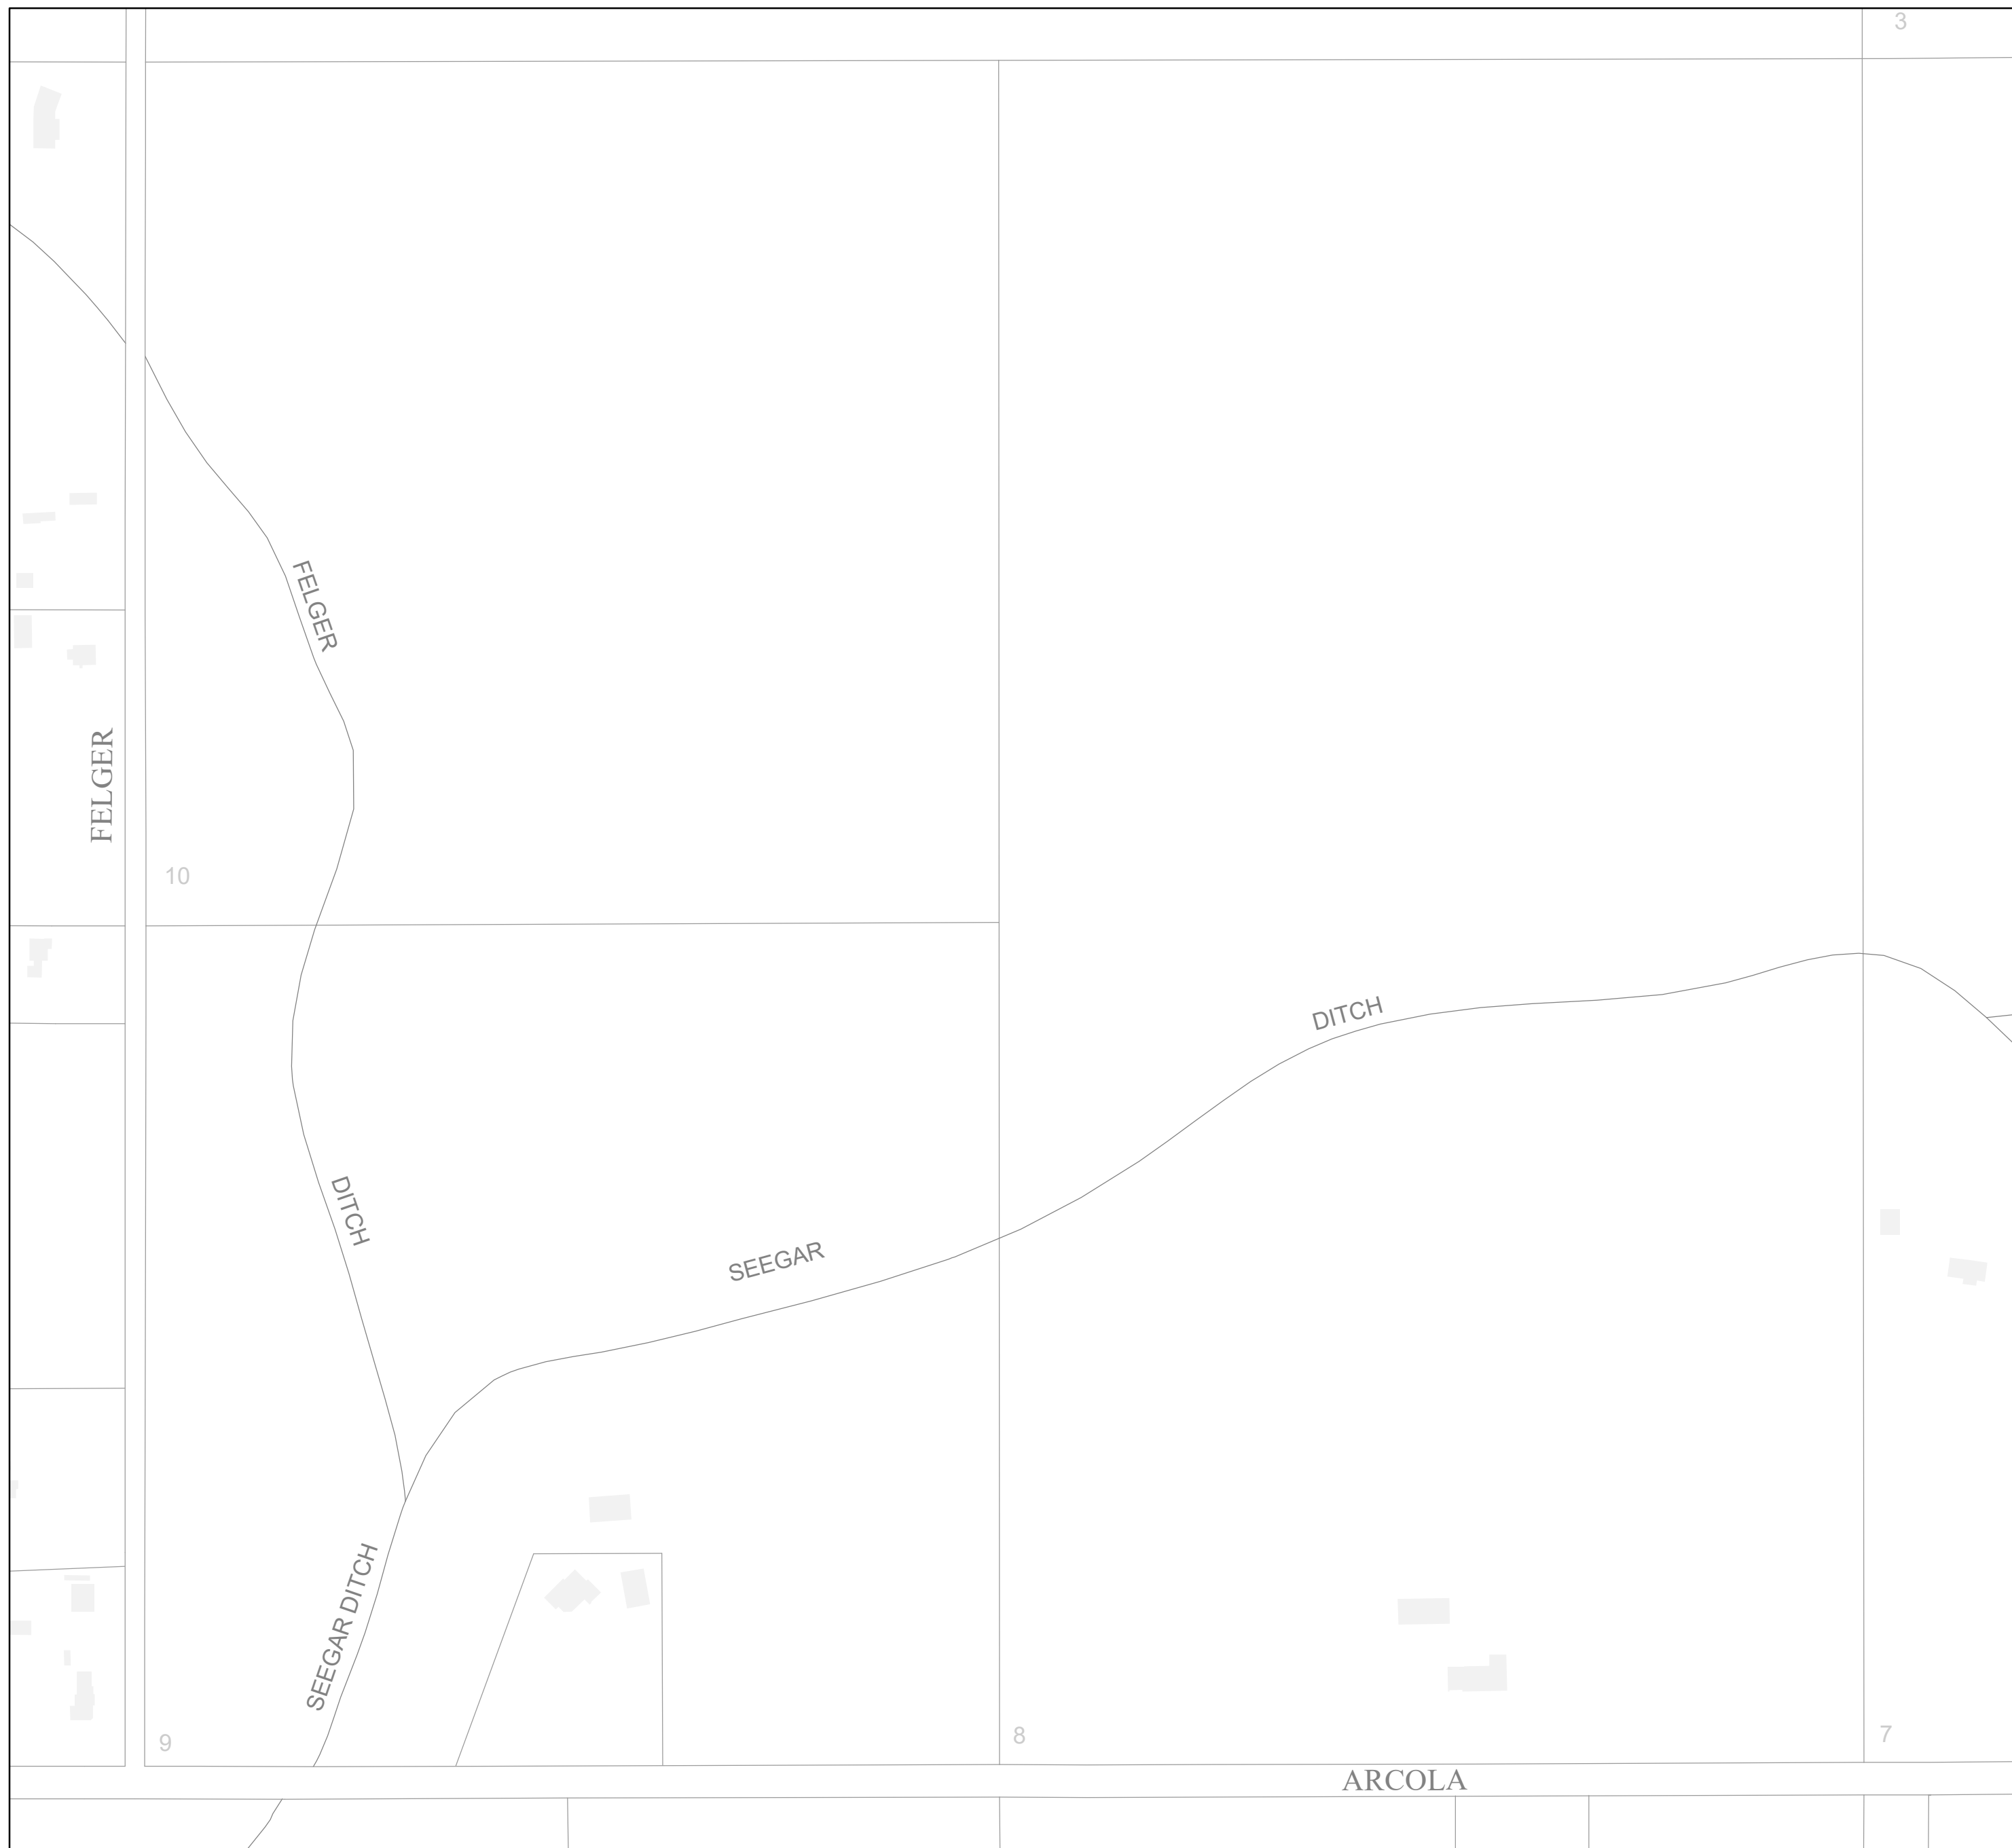 3
FELGER
FELGER
10
DITCH
DITCH
SEEGAR
SEEGAR DITCH
9
8
7
ARCOLA